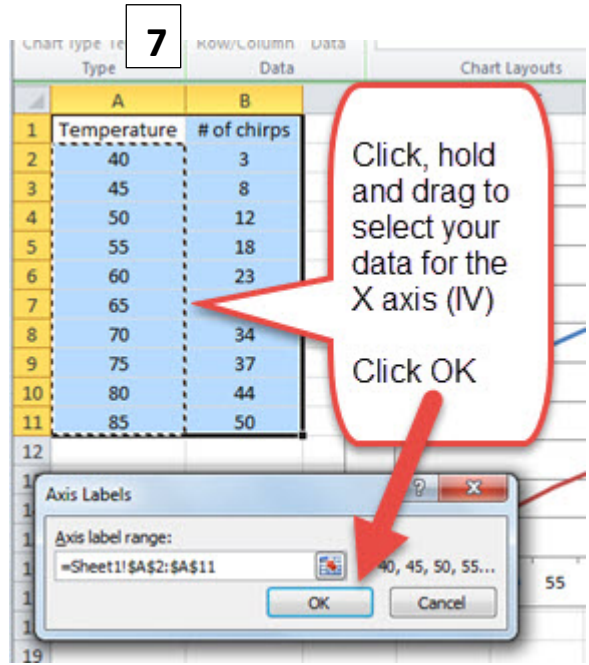 7
Chart Type Te
Row/Column Data
Type
Data
Chart Layouts
A B
1 Temperature # of chirps
2 40 3
3 45 8
4 50 12
5 55 18
6 60 23
7 65
8 70 34
9 75 37
10 80 44
11 85 50
12
Click, hold
and drag to
select your
data for the
X axis (IV)
Click OK
Axis Labels
?
Axis label range:
=Sheet1!$A$2:$A$11
40, 45, 50, 55...
OK Cancel
55
19